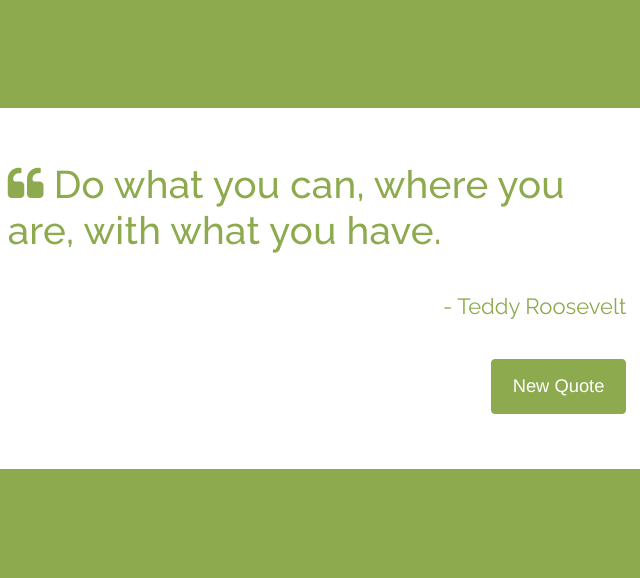 “ Do what you can, where you
are, with what you have.
- Teddy Roosevelt
New Quote